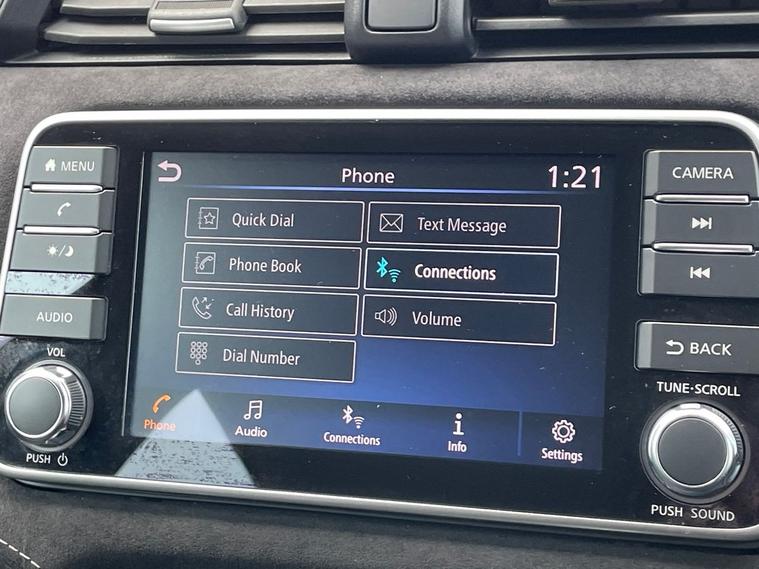 MENU
Phone
1:21
CAMERA
Quick Dial
Text Message
Phone Book
Connections
Call History
Volume
Dial Number
AUDIO
BACK
VOL
TUNE·SCROLL
Phone
Audio
Connections
Info
Settings
PUSH
PUSH SOUND